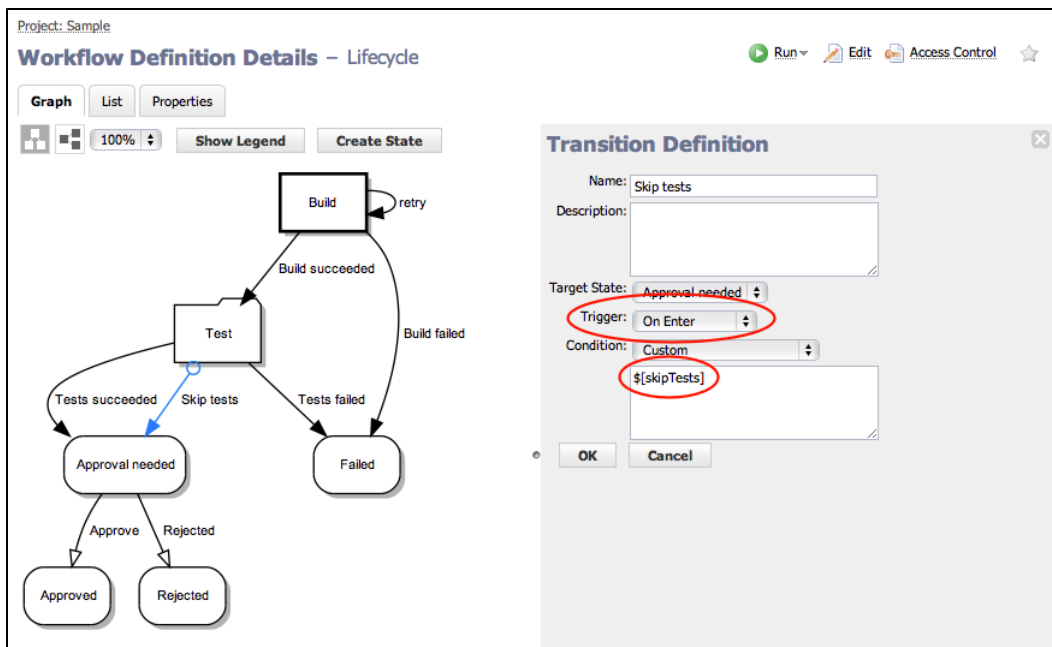 Project: Sample
Workflow Definition Details – Lifecycle
Run Edit Access Control
Graph List Properties
100% Show Legend Create State
Build
retry
Build succeeded
Test
Build failed
Tests succeeded Skip tests Tests failed
Approval needed
Failed
Approve Rejected
Approved
Rejected
Transition Definition
Name: Skip tests
Description:
Target State: Approval needed
Trigger: On Enter
Condition: Custom
$[skipTests]
OK Cancel